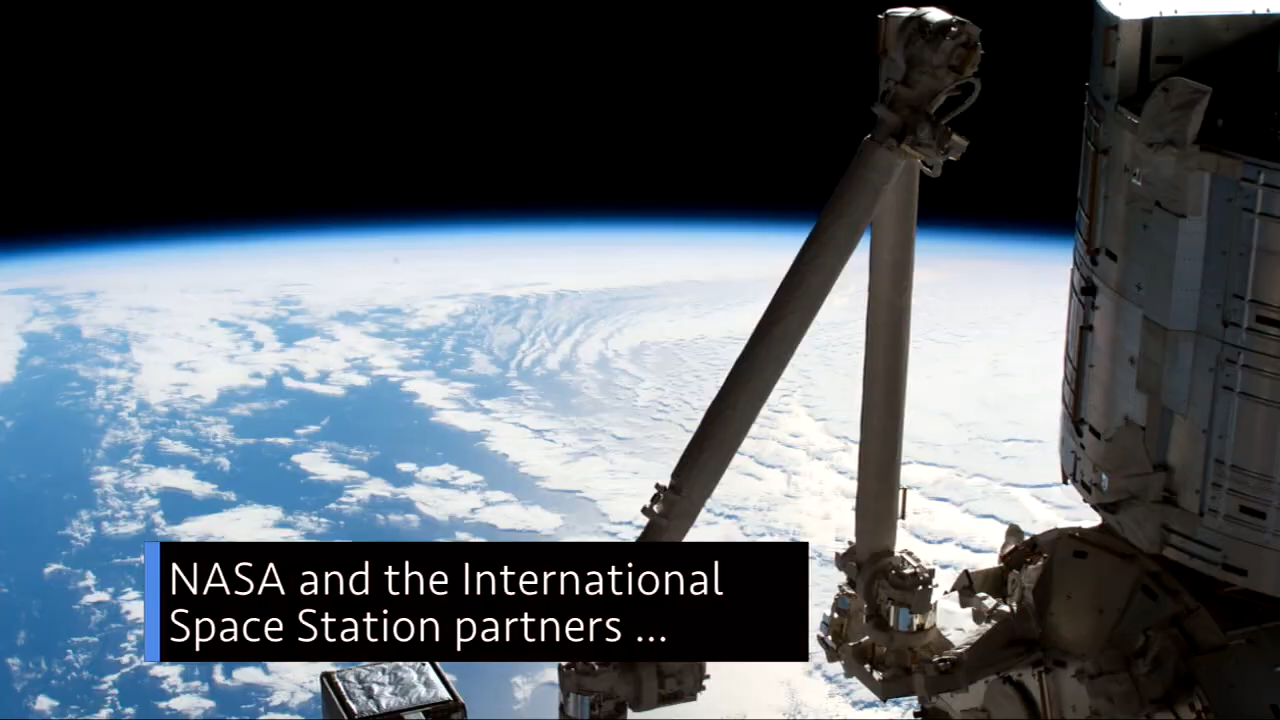 NASA and the International
Space Station partners ...